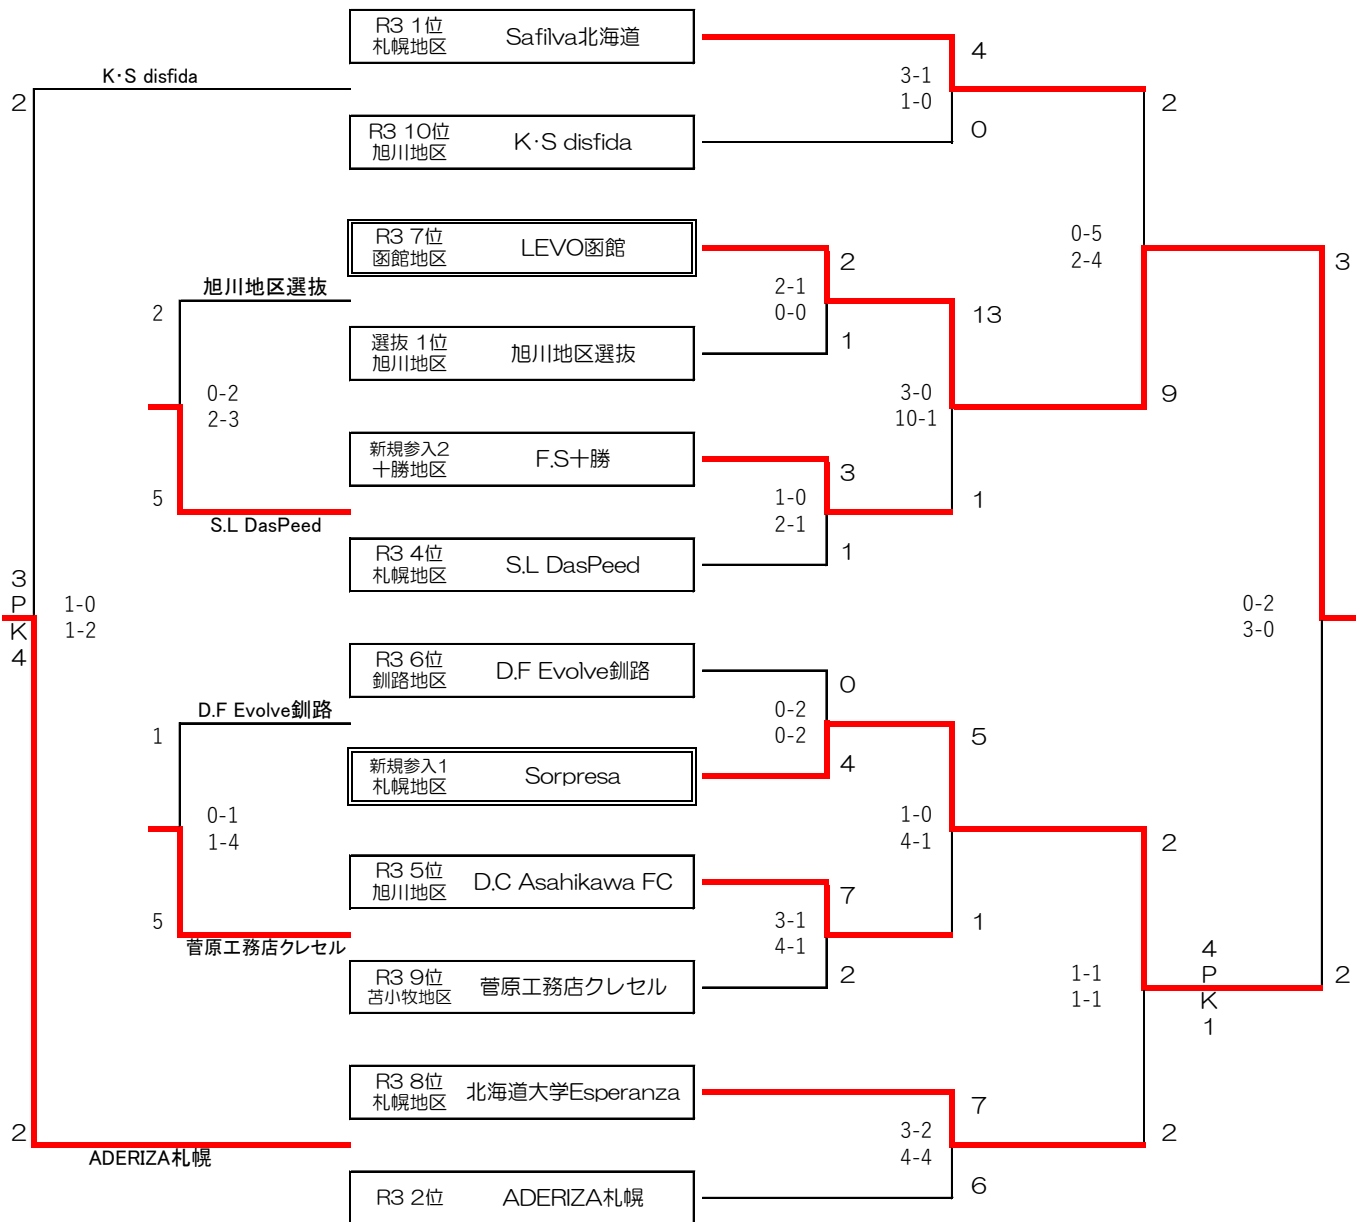 R3 1位
札幌地区
Safilva北海道
4
K·S disfida
2
3-1
1-0
2
R3 10位
旭川地区
K·S disfida
0
R3 7位
函館地区
LEVO函館
2
0-5
2-4
3
旭川地区選抜
2
2-1
0-0
13
選抜 1位
旭川地区
旭川地区選抜
1
0-2
2-3
3-0
10-1
9
新規参入2
十勝地区
F.S十勝
3
5
S.L DasPeed
1-0
2-1
1
R3 4位
札幌地区
S.L DasPeed
1
3
P
K
4
1-0
1-2
0-2
3-0
R3 6位
釧路地区
D.F Evolve釧路
0
D.F Evolve釧路
1
0-2
0-2
5
新規参入1
札幌地区
Sorpresa
4
0-1
1-4
1-0
4-1
2
R3 5位
旭川地区
D.C Asahikawa FC
7
5
菅原工務店クレセル
3-1
4-1
1
R3 9位
苫小牧地区
菅原工務店クレセル
2
1-1
1-1
4
P
K
1
2
R3 8位
札幌地区
北海道大学Esperanza
7
2
ADERIZA札幌
3-2
4-4
2
R3 2位
ADERIZA札幌
6